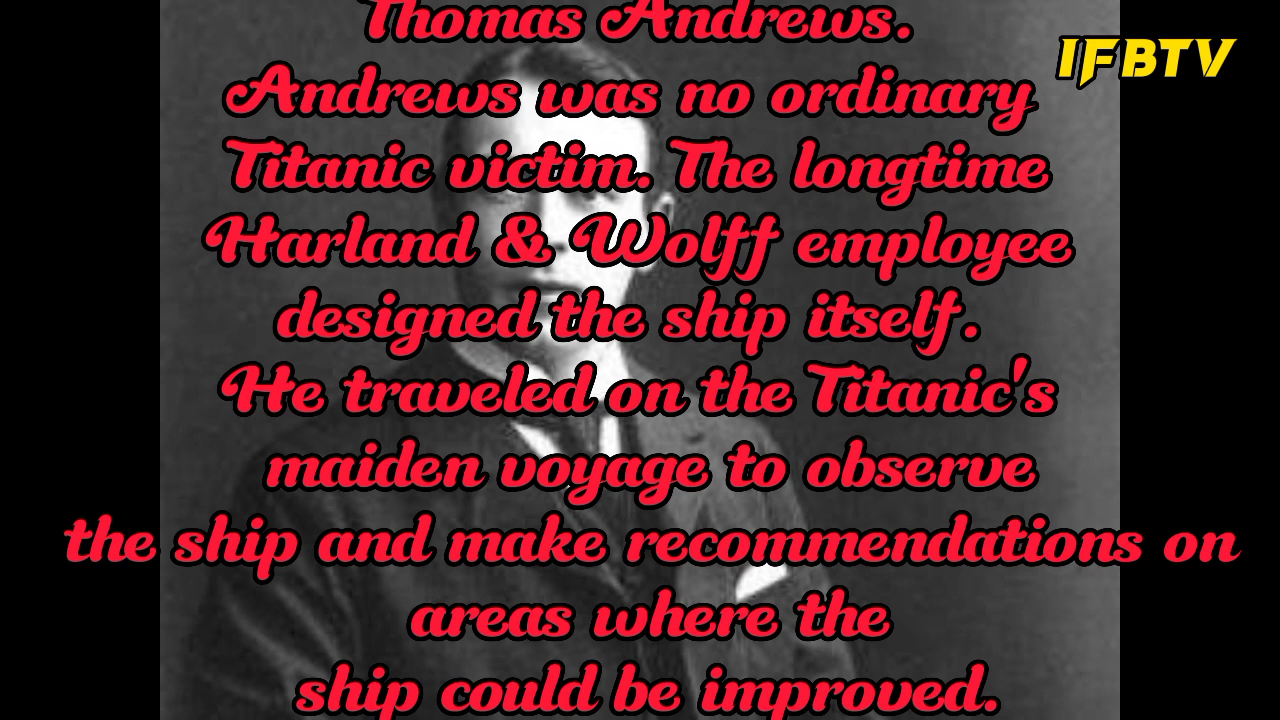 Thomas Andrews.
IFBTV
Andrews was no ordinary
Titanic victim. The longtime
Harland & Wolff employee
designed the ship itself.
He traveled on the Titanic's
maiden voyage to observe
the ship and make recommendations on
areas where the
ship could be improved.